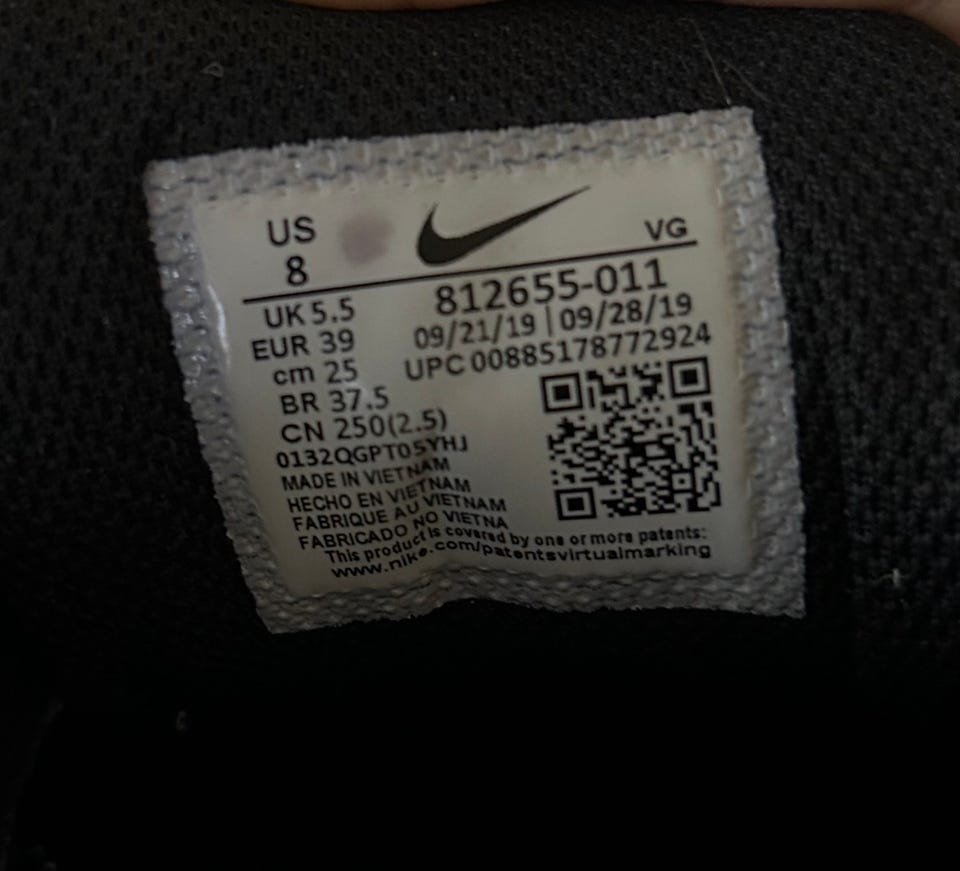 US
8
VG
UK 5.5
EUR 39
cm 25
BR 37.5
CN 250(2.5)
812655-011
09/21/19 | 09/28/19
UPC 00885178772924
0132QGPT05YHJ
MADE IN VIETNAM
HECHO EN VIETNAM
FABRIQUE AU VIETNAM
FABRICADO NO VIETNA
This product is covered by one or more patents:
www.nike.com/patentsvirtualmarking